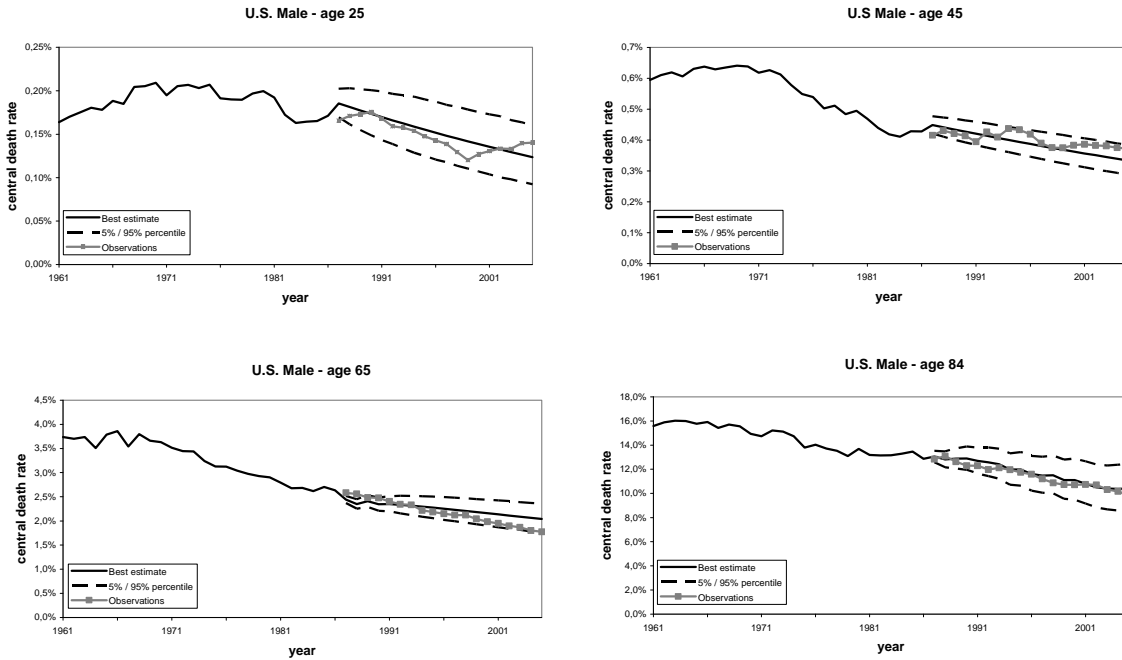 U.S. Male - age 25
0,25%
0,20%
0,15%
0,10%
0,05%
0,00%
central death rate
Best estimate
5% / 95% percentile
Observations
1961
1971
1981
1991
2001
year
U.S Male - age 45
0,7%
0,6%
0,5%
0,4%
0,3%
0,2%
0,1%
0,0%
central death rate
Best estimate
5% / 95% percentile
Observations
1961
1971
1981
1991
2001
year
U.S. Male - age 65
4,5%
4,0%
3,5%
3,0%
2,5%
2,0%
1,5%
1,0%
0,5%
0,0%
central death rate
Best estimate
5% / 95% percentile
Observations
1961
1971
1981
1991
2001
year
U.S. Male - age 84
18,0%
16,0%
14,0%
12,0%
10,0%
8,0%
6,0%
4,0%
2,0%
0,0%
central death rate
Best estimate
5% / 95% percentile
Observations
1961
1971
1981
1991
2001
year